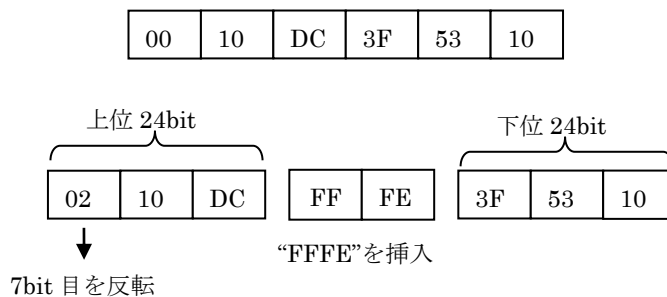 00 10 DC 3F 53 10
上位 24bit 下位 24bit
02 10 DC FF FE 3F 53 10
“FFFE”を挿入
7bit 目を反転